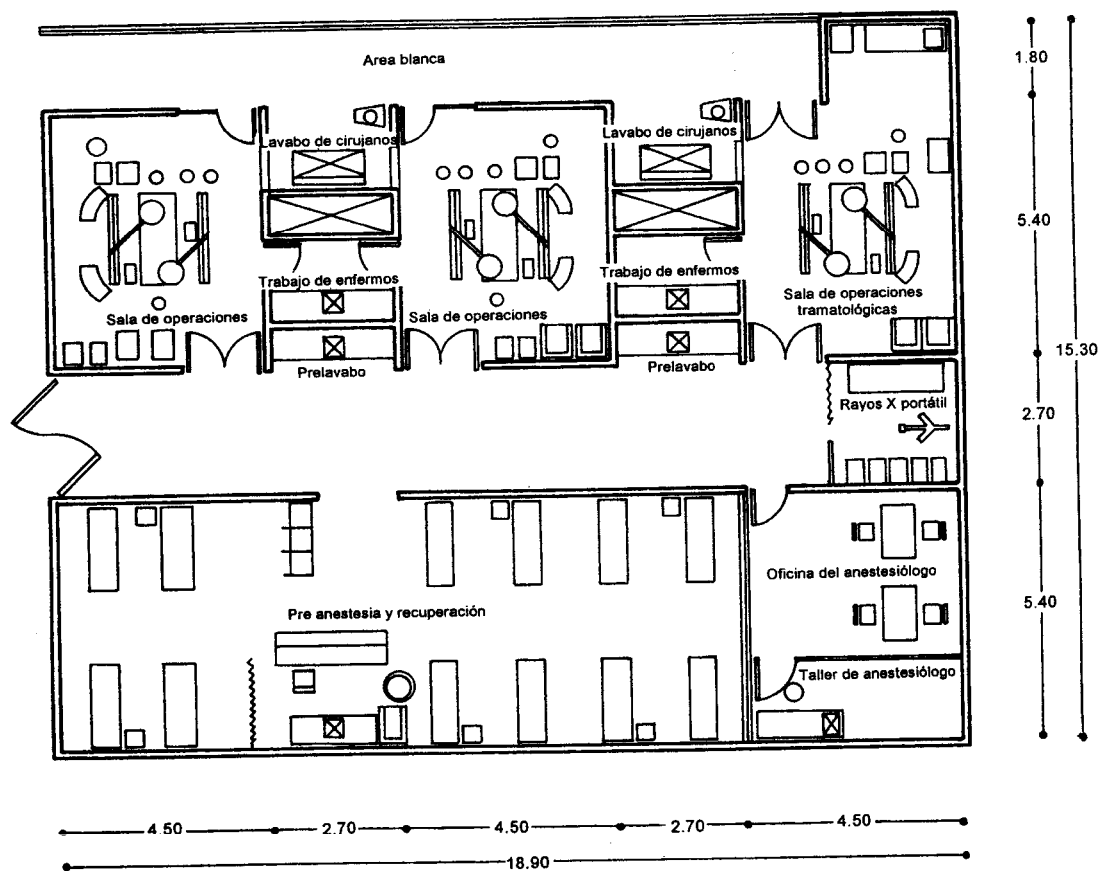 Area blanca
1.80
Lavabo de cirujanos
Lavabo de cirujanos
5.40
Trabajo de enfermos
Trabajo de enfermos
Sala de operaciones
tramatológicas
Sala de operaciones
Sala de operaciones
Prelavabo
Prelavabo
15.30
Rayos X portátil
2.70
Oficina del anestesiólogo
Pre anestesia y recuperación
5.40
Taller de anestesiólogo
4.50
2.70
4.50
2.70
4.50
18.90